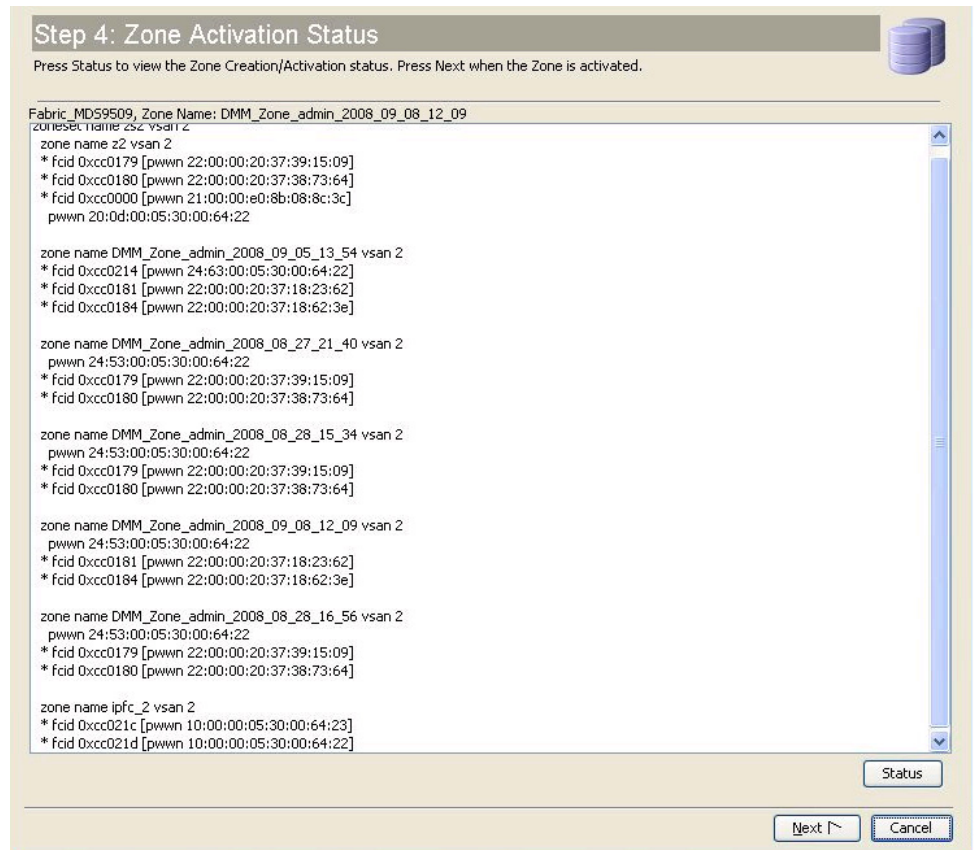 Step 4: Zone Activation Status
Press Status to view the Zone Creation/Activation status. Press Next when the Zone is activated.
Fabric_MDS9509, Zone Name: DMM_Zone_admin_2008_09_08_12_09
zoneset name zs2 vsan 2
zone name z2 vsan 2
* fcid 0xcc0179 [pwwn 22:00:00:20:37:39:15:09]
* fcid 0xcc0180 [pwwn 22:00:00:20:37:38:73:64]
* fcid 0xcc0000 [pwwn 21:00:00:e0:8b:08:8c:3c]
pwwn 20:0d:00:05:30:00:64:22
zone name DMM_Zone_admin_2008_09_05_13_54 vsan 2
* fcid 0xcc0214 [pwwn 24:63:00:05:30:00:64:22]
* fcid 0xcc0181 [pwwn 22:00:00:20:37:18:23:62]
* fcid 0xcc0184 [pwwn 22:00:00:20:37:18:62:3e]
zone name DMM_Zone_admin_2008_08_27_21_40 vsan 2
pwwn 24:53:00:05:30:00:64:22
* fcid 0xcc0179 [pwwn 22:00:00:20:37:39:15:09]
* fcid 0xcc0180 [pwwn 22:00:00:20:37:38:73:64]
zone name DMM_Zone_admin_2008_08_28_15_34 vsan 2
pwwn 24:53:00:05:30:00:64:22
* fcid 0xcc0179 [pwwn 22:00:00:20:37:39:15:09]
* fcid 0xcc0180 [pwwn 22:00:00:20:37:38:73:64]
zone name DMM_Zone_admin_2008_09_08_12_09 vsan 2
pwwn 24:53:00:05:30:00:64:22
* fcid 0xcc0181 [pwwn 22:00:00:20:37:18:23:62]
* fcid 0xcc0184 [pwwn 22:00:00:20:37:18:62:3e]
zone name DMM_Zone_admin_2008_08_28_16_56 vsan 2
pwwn 24:53:00:05:30:00:64:22
* fcid 0xcc0179 [pwwn 22:00:00:20:37:39:15:09]
* fcid 0xcc0180 [pwwn 22:00:00:20:37:38:73:64]
zone name ipfc_2 vsan 2
* fcid 0xcc021c [pwwn 10:00:00:05:30:00:64:23]
* fcid 0xcc021d [pwwn 10:00:00:05:30:00:64:22]
Status
Next
Cancel